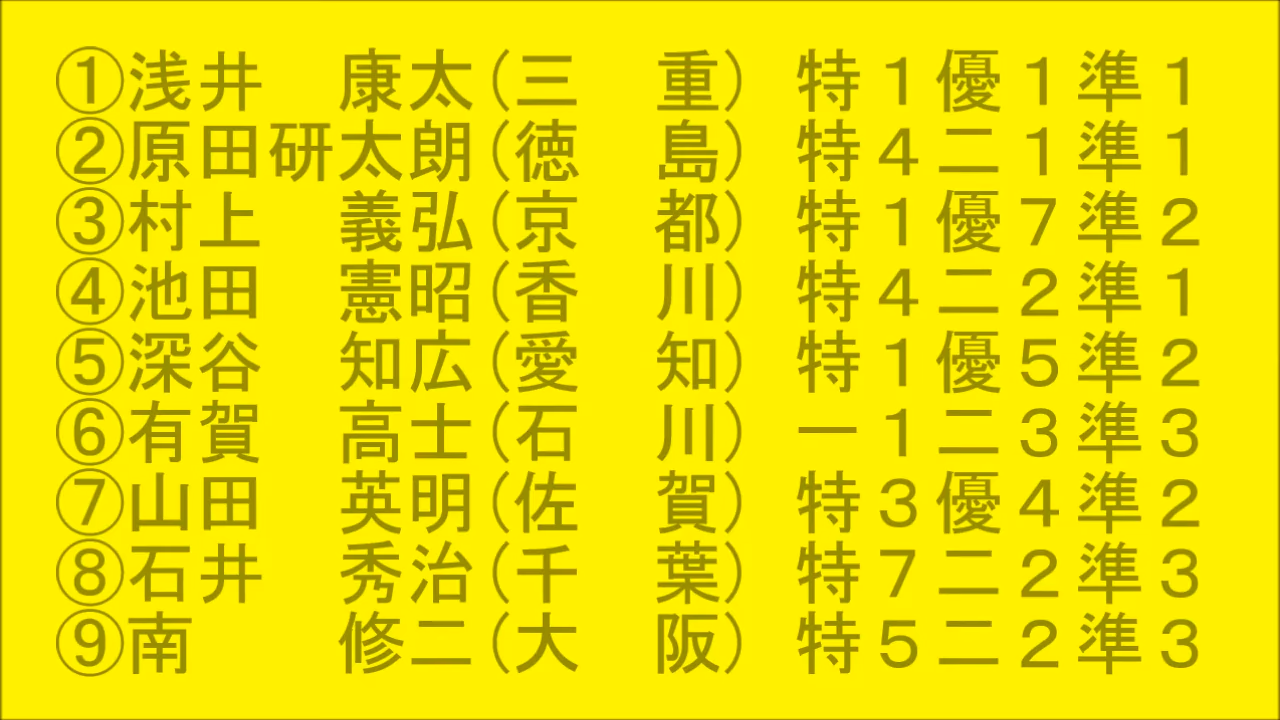 ①浅井　康太(三　重)　特１優１準１
②原田研太朗(徳　島)　特４二１準１
③村上　義弘(京　都)　特１優７準２
④池田　憲昭(香　川)　特４二２準１
⑤深谷　知広(愛　知)　特１優５準２
⑥有賀　高士(石　川)　一１二３準３
⑦山田　英明(佐　賀)　特３優４準２
⑧石井　秀治(千　葉)　特７二２準３
⑨南　　修二(大　阪)　特５二２準３